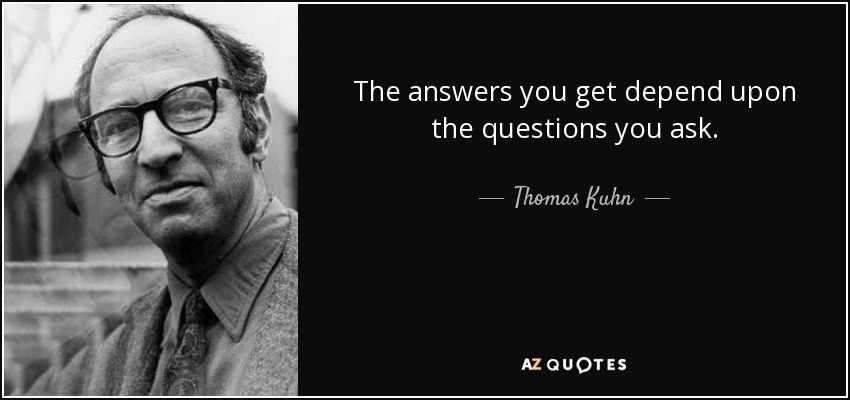 The answers you get depend upon
the questions you ask.
Thomas Kuhn
AZ QUOTES